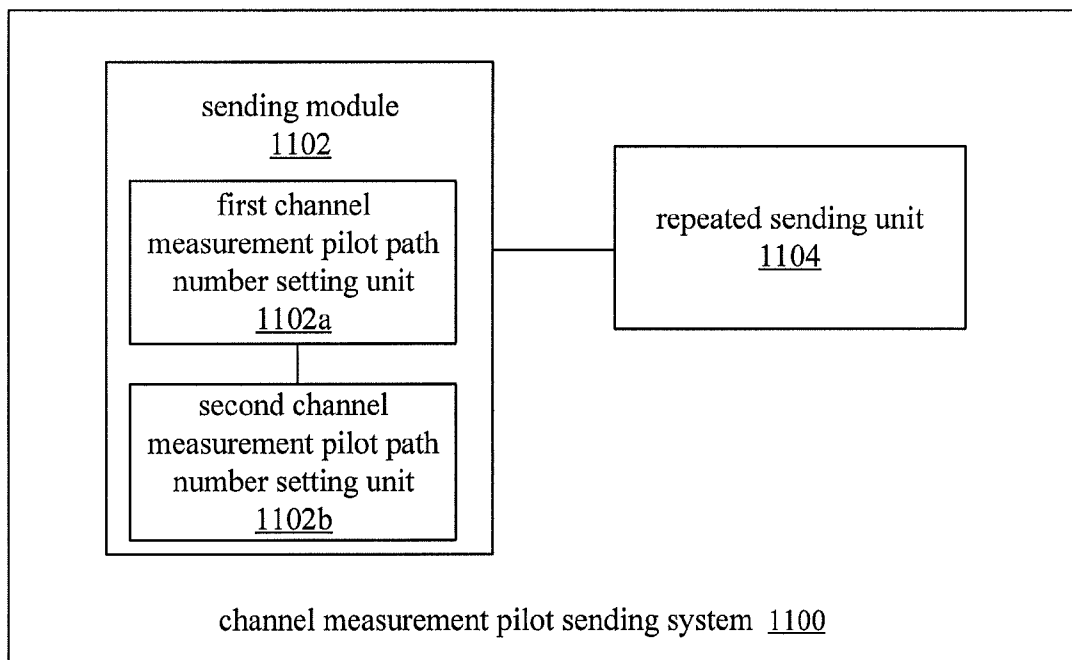 sending module
1102
first channel
measurement pilot path
number setting unit
1102a
second channel
measurement pilot path
number setting unit
1102b
repeated sending unit
1104
channel measurement pilot sending system 1100